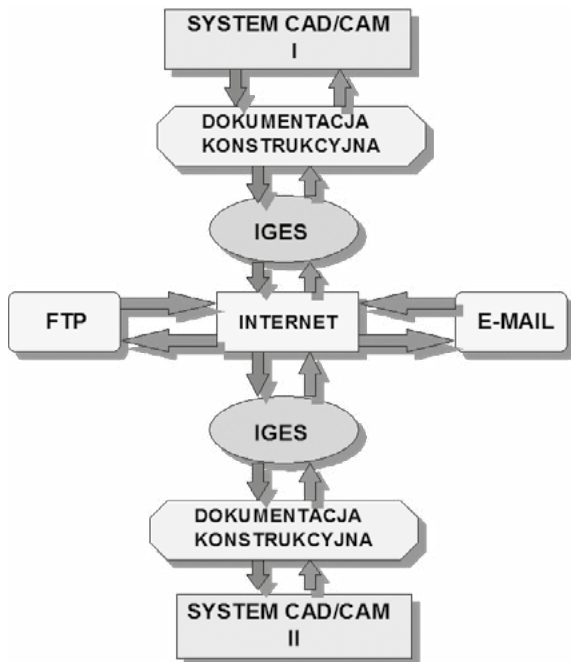 SYSTEM CAD/CAM
I
DOKUMENTACJA
KONSTRUKCYJNA
IGES
FTP
INTERNET
E-MAIL
IGES
DOKUMENTACJA
KONSTRUKCYJNA
SYSTEM CAD/CAM
II